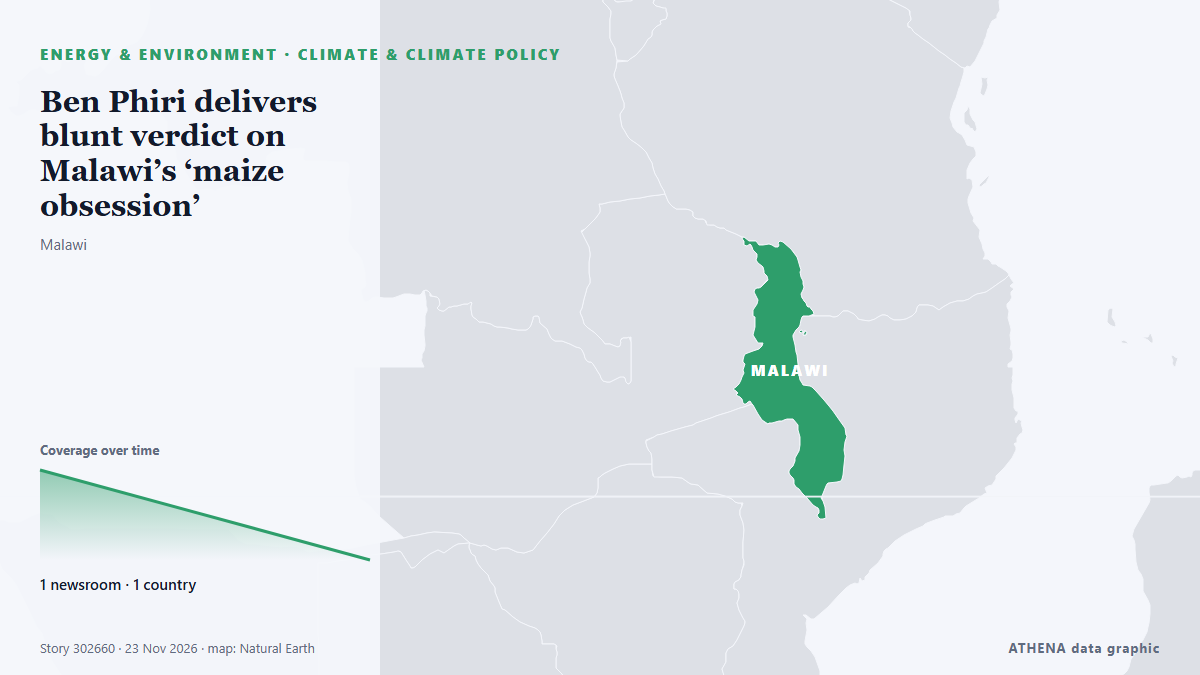 ENERGY & ENVIRONMENT · CLIMATE & CLIMATE POLICY
Ben Phiri delivers
blunt verdict on
Malawi’s ‘maize
obsession’
Malawi
MALAWI
Coverage over time
1 newsroom · 1 country
Story 302660 · 23 Nov 2026 · map: Natural Earth
ATHENA data graphic